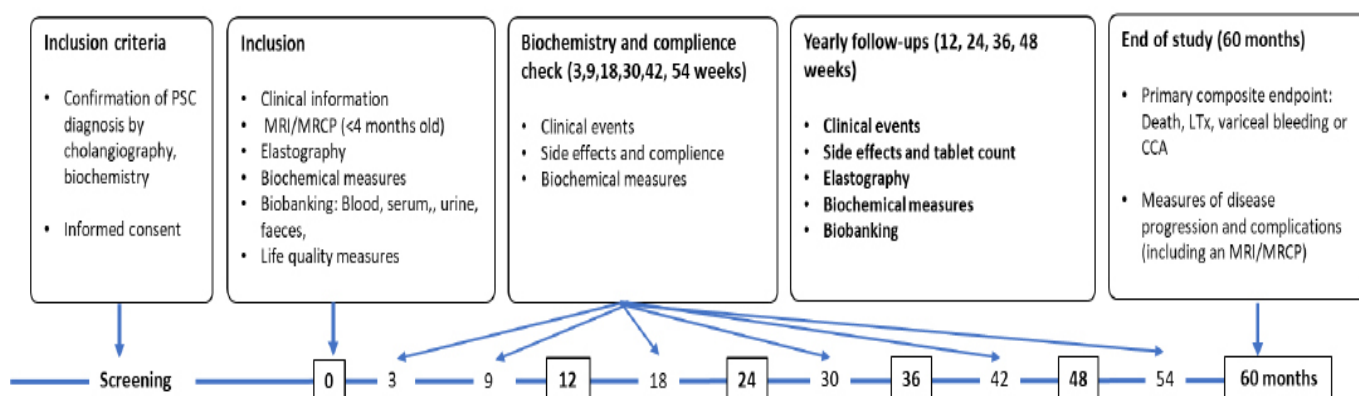 Inclusion criteria
• Confirmation of PSC
diagnosis by
cholangiography,
biochemistry
• Informed consent
Inclusion
• Clinical information
• MRI/MRCP (<4 months old)
• Elastography
• Biochemical measures
• Biobanking: Blood, serum,, urine,
faeces,
• Life quality measures
Biochemistry and complience
check (3,9,18,30,42, 54 weeks)
• Clinical events
• Side effects and complience
• Biochemical measures
Yearly follow-ups (12, 24, 36, 48
weeks)
• Clinical events
• Side effects and tablet count
• Elastography
• Biochemical measures
• Biobanking
End of study (60 months)
• Primary composite endpoint:
Death, LTx, variceal bleeding or
CCA
• Measures of disease
progression and complications
(including an MRI/MRCP)
Screening 0 3 9 12 18 24 30 36 42 48 54 60 months